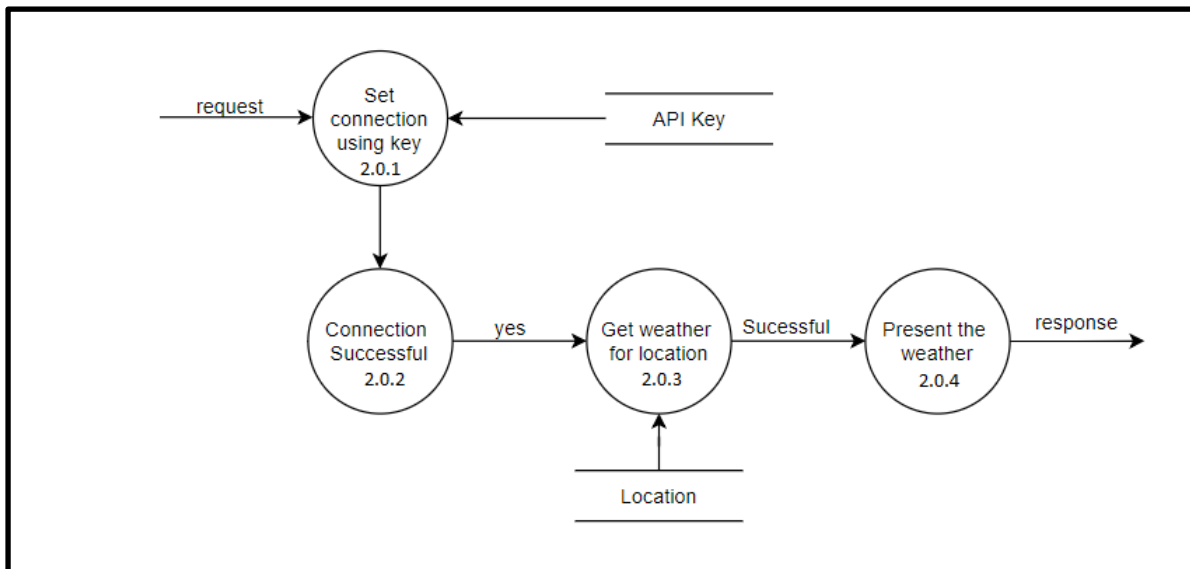 request
Set
connection
using key
2.0.1
API Key
Connection
Successful
2.0.2
yes
Get weather
for location
2.0.3
Sucessful
Present the
weather
2.0.4
response
Location